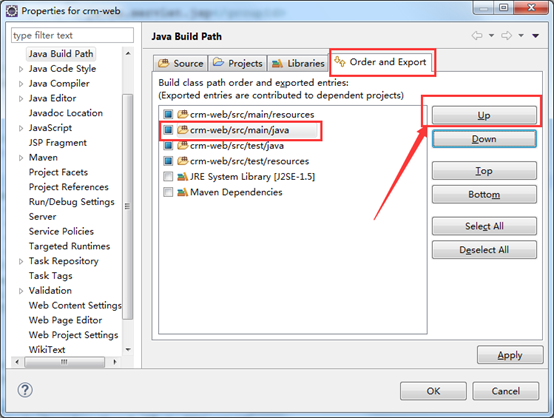 Properties for crm-web
type filter text
Java Build Path
Java Build Path
Java Code Style
Java Compiler
Java Editor
Javadoc Location
JavaScript
JSP Fragment
Maven
Project Facets
Project References
Run/Debug Settings
Server
Service Policies
Targeted Runtimes
Task Repository
Task Tags
Validation
Web Content Settings
Web Page Editor
Web Project Settings
WikiText
Source
Projects
Libraries
Order and Export
Build class path order and exported entries:
(Exported entries are contributed to dependent projects)
crm-web/src/main/resources
crm-web/src/main/java
crm-web/src/test/java
crm-web/src/test/resources
JRE System Library [J2SE-1.5]
Maven Dependencies
Up
Down
Top
Bottom
Select All
Deselect All
Apply
OK
Cancel